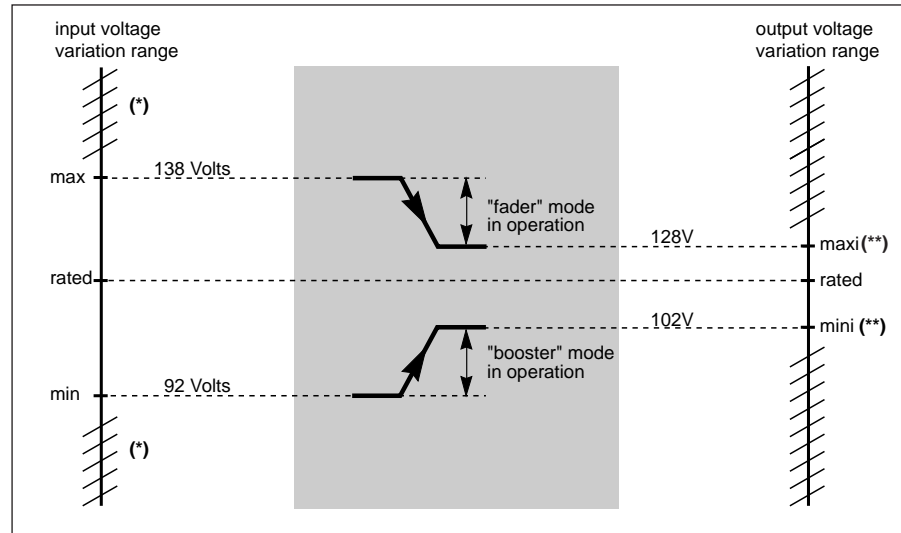 input voltage
variation range
output voltage
variation range
(*)
max
138 Volts
"fader" mode
in operation
128V
maxi (**)
rated
rated
102V
mini (**)
"booster" mode
in operation
min
92 Volts
(*)